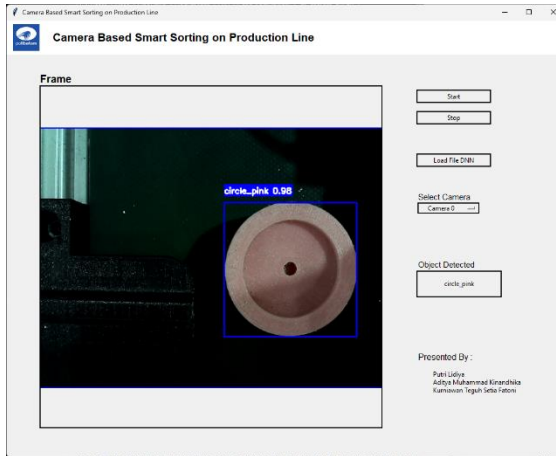 Camera Based Smart Sorting on Production Line
Camera Based Smart Sorting on Production Line
Frame
Start
Stop
circle_pink 0.98
Load File DNN
Select Camera
Camera 0
Object Detected
circle_pink
Presented By :
Putri Lidiya
Aditya Muhammad Kinandhika
Kurniawan Teguh Setia Fatoni